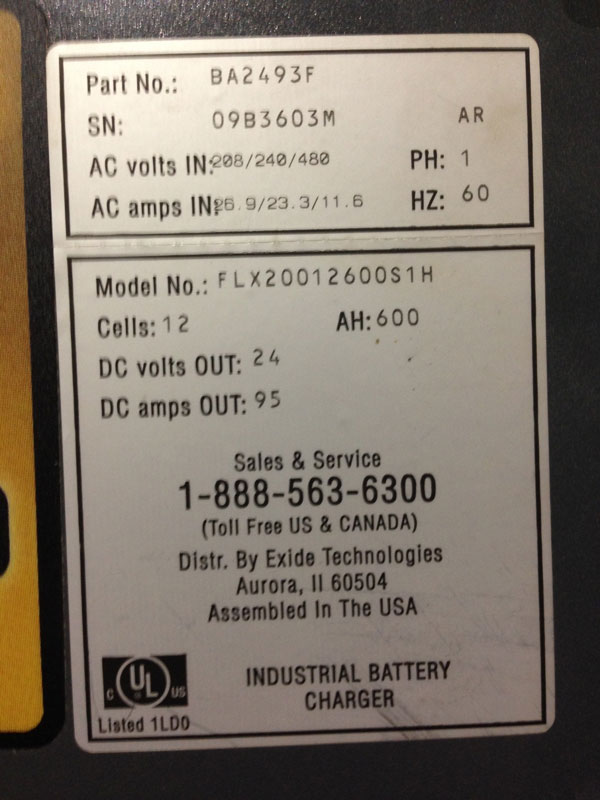 Part No.: BA2493F
SN: 09B3603M AR
AC volts IN: 208/240/480 PH: 1
AC amps IN: 26.9/23.3/11.6 HZ: 60
Model No.: FLX20012600S1H
Cells: 12 AH: 600
DC volts OUT: 24
DC amps OUT: 95
Sales & Service
1-888-563-6300
(Toll Free US & CANADA)
Distr. By Exide Technologies
Aurora, Il 60504
Assembled In The USA
C UL US
Listed 1LD0
INDUSTRIAL BATTERY
CHARGER